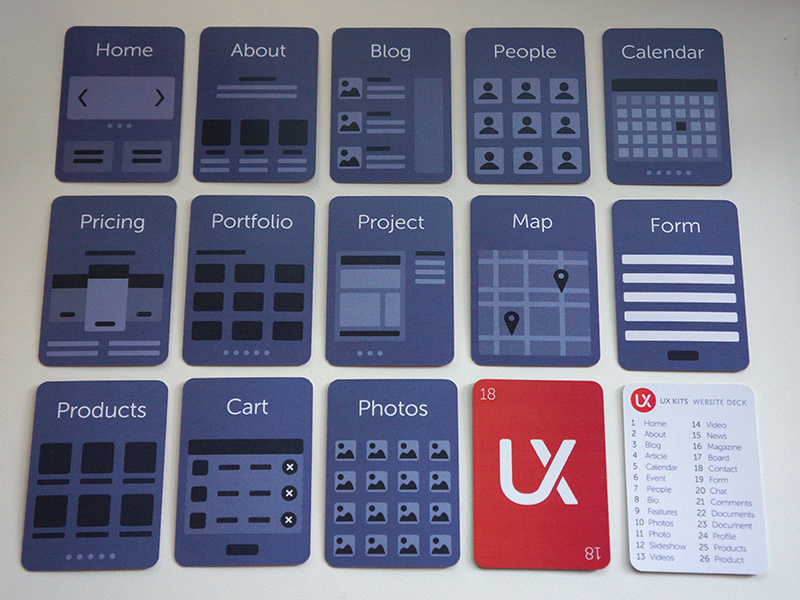 Home
About
Blog
People
Calendar
Pricing
Portfolio
Project
Map
Form
Products
Cart
Photos
18
UX
18
UX UX KITS WEBSITE DECK
1 Home
2 About
3 Blog
4 Article
5 Calendar
6 Event
7 People
8 Bio
9 Features
10 Photos
11 Photo
12 Slideshow
13 Videos
14 Video
15 News
16 Magazine
17 Board
18 Contact
19 Form
20 Chat
21 Comments
22 Documents
23 Document
24 Profile
25 Products
26 Product